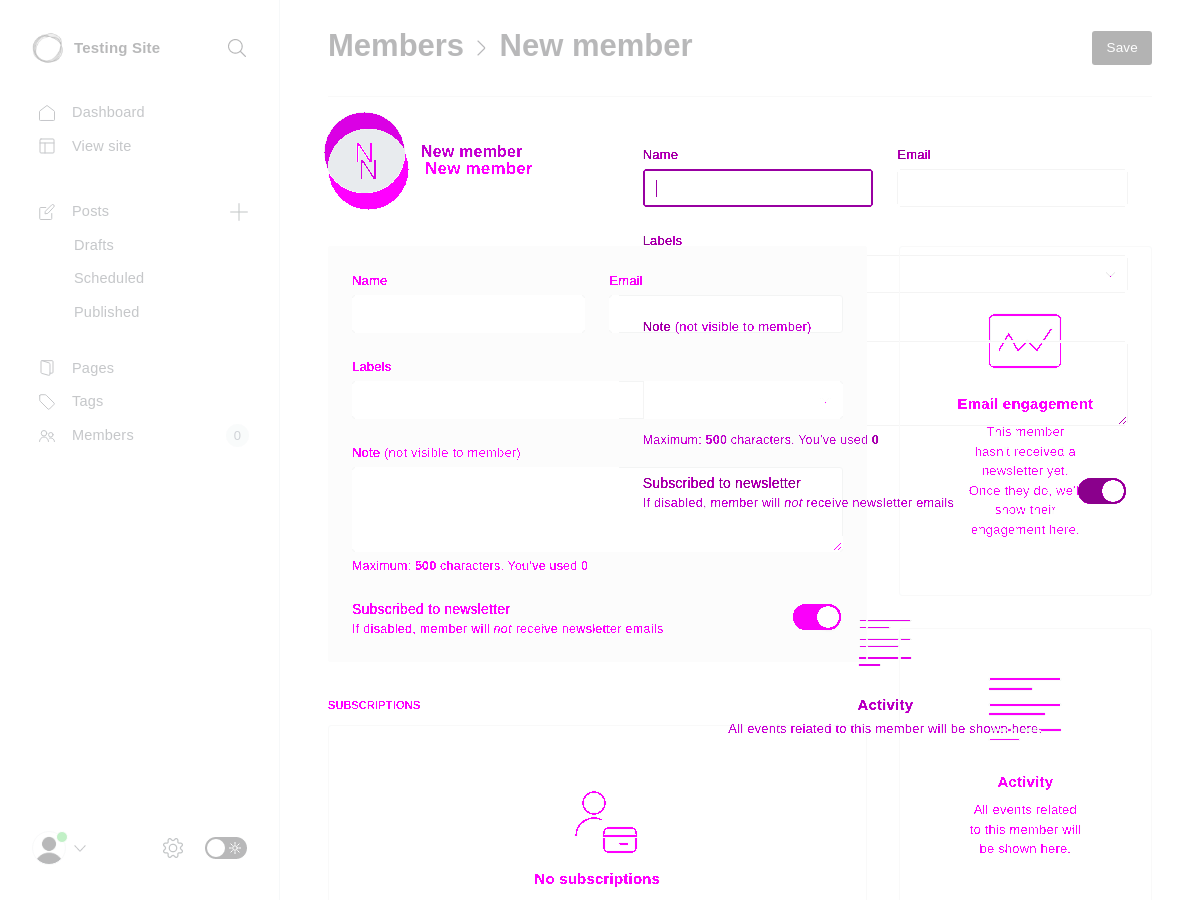 Testing Site
Members > New member
Save
Dashboard
View site
Posts
Drafts
Scheduled
Published
Pages
Tags
Members
0
N
N
New member
New member
Name
Email
Labels
Name
Email
Note (not visible to member)
Labels
Maximum: 500 characters. You've used 0
Note (not visible to member)
Subscribed to newsletter
If disabled, member will not receive newsletter emails
Maximum: 500 characters. You've used 0
Subscribed to newsletter
If disabled, member will not receive newsletter emails
Email engagement
This member
hasn't received a
newsletter yet.
Once they do, we'll
show their
engagement here.
SUBSCRIPTIONS
Activity
All events related to this member will be shown here.
Activity
All events related
to this member will
be shown here.
No subscriptions